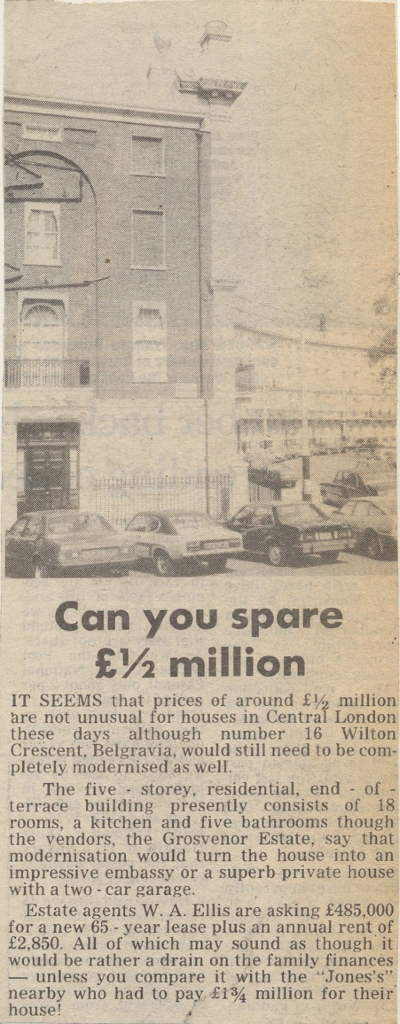 Can you spare
£½ million
IT SEEMS that prices of around £½ million
are not unusual for houses in Central London
these days although number 16 Wilton
Crescent, Belgravia, would still need to be com-
pletely modernised as well.
The five - storey, residential, end - of -
terrace building presently consists of 18
rooms, a kitchen and five bathrooms though
the vendors, the Grosvenor Estate, say that
modernisation would turn the house into an
impressive embassy or a superb private house
with a two - car garage.
Estate agents W. A. Ellis are asking £485,000
for a new 65 - year lease plus an annual rent of
£2,850. All of which may sound as though it
would be rather a drain on the family finances
— unless you compare it with the "Jones's"
nearby who had to pay £1¾ million for their
house!